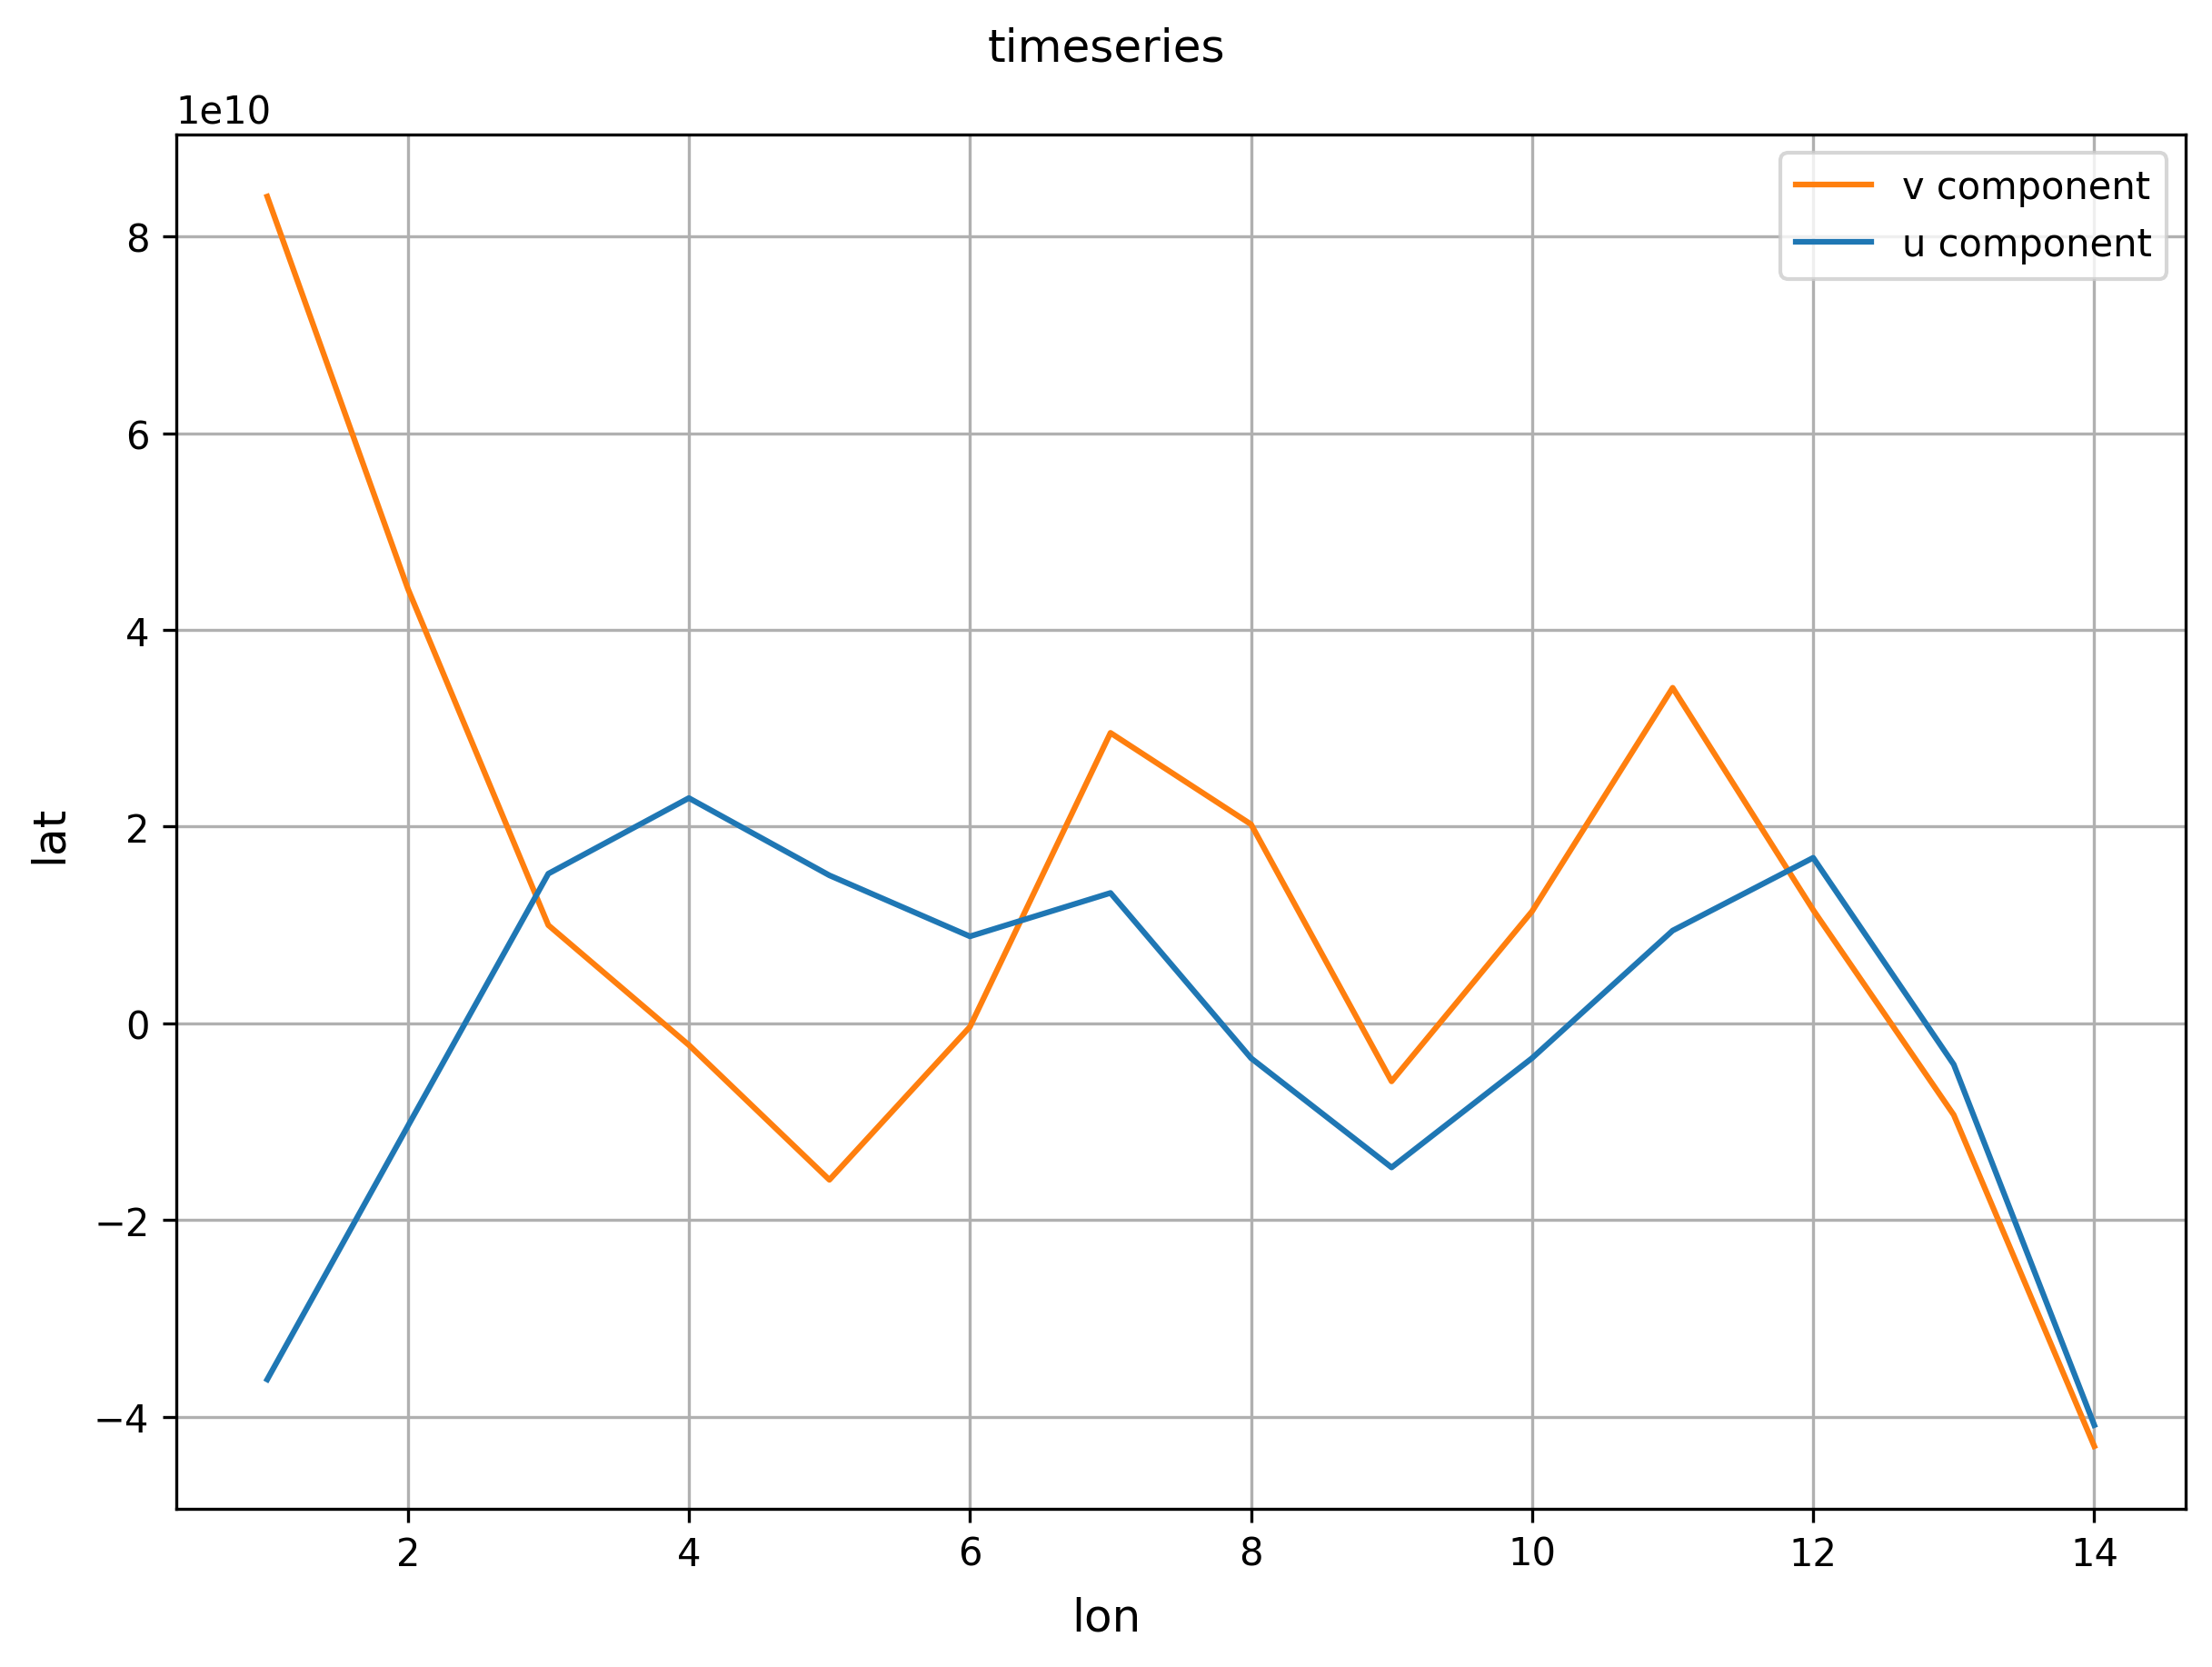 timeseries
1e10
v component
u component
8
6
4
2
0
−2
−4
lat
2 4 6 8 10 12 14
lon